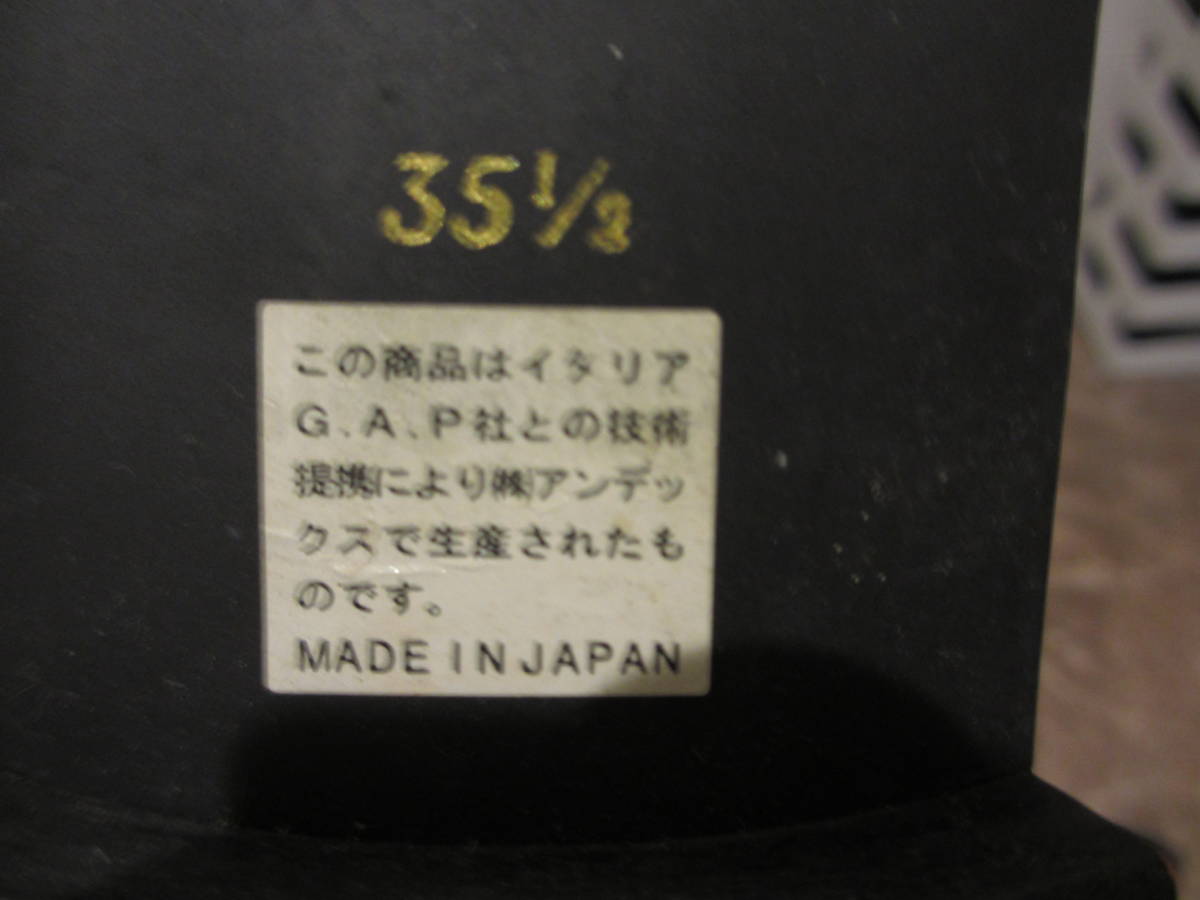 35½
この商品はイタリア
G.A.P社との技術
提携により㈱アンデッ
クスで生産されたも
のです。
MADE IN JAPAN